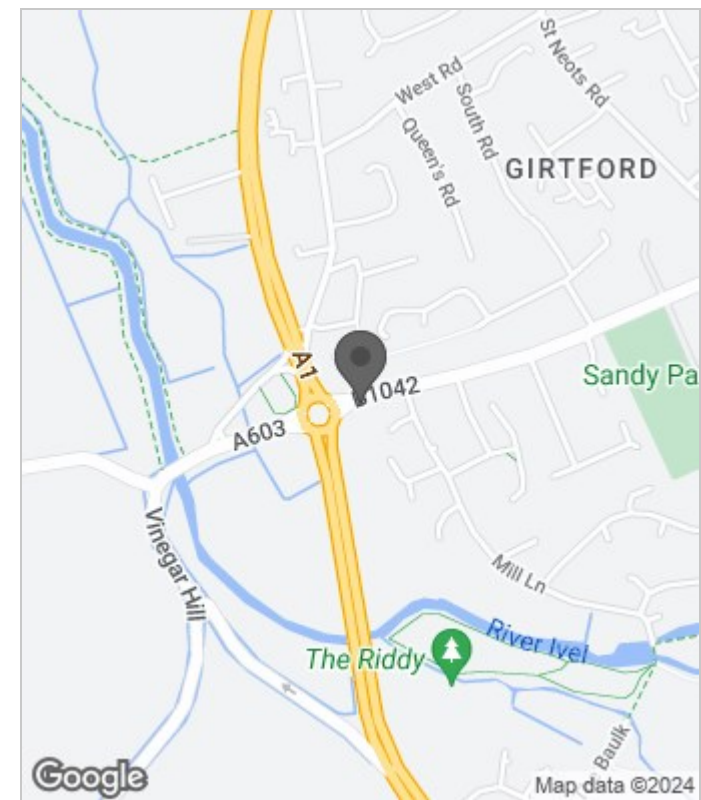 West Rd
St Neots Rd
South Rd
Queen's Rd
GIRTFORD
A1
1042
Sandy Pa
A603
Vinegar Hill
Mill Ln
River Ivel
The Riddy
Baulk
Google
Map data ©2024